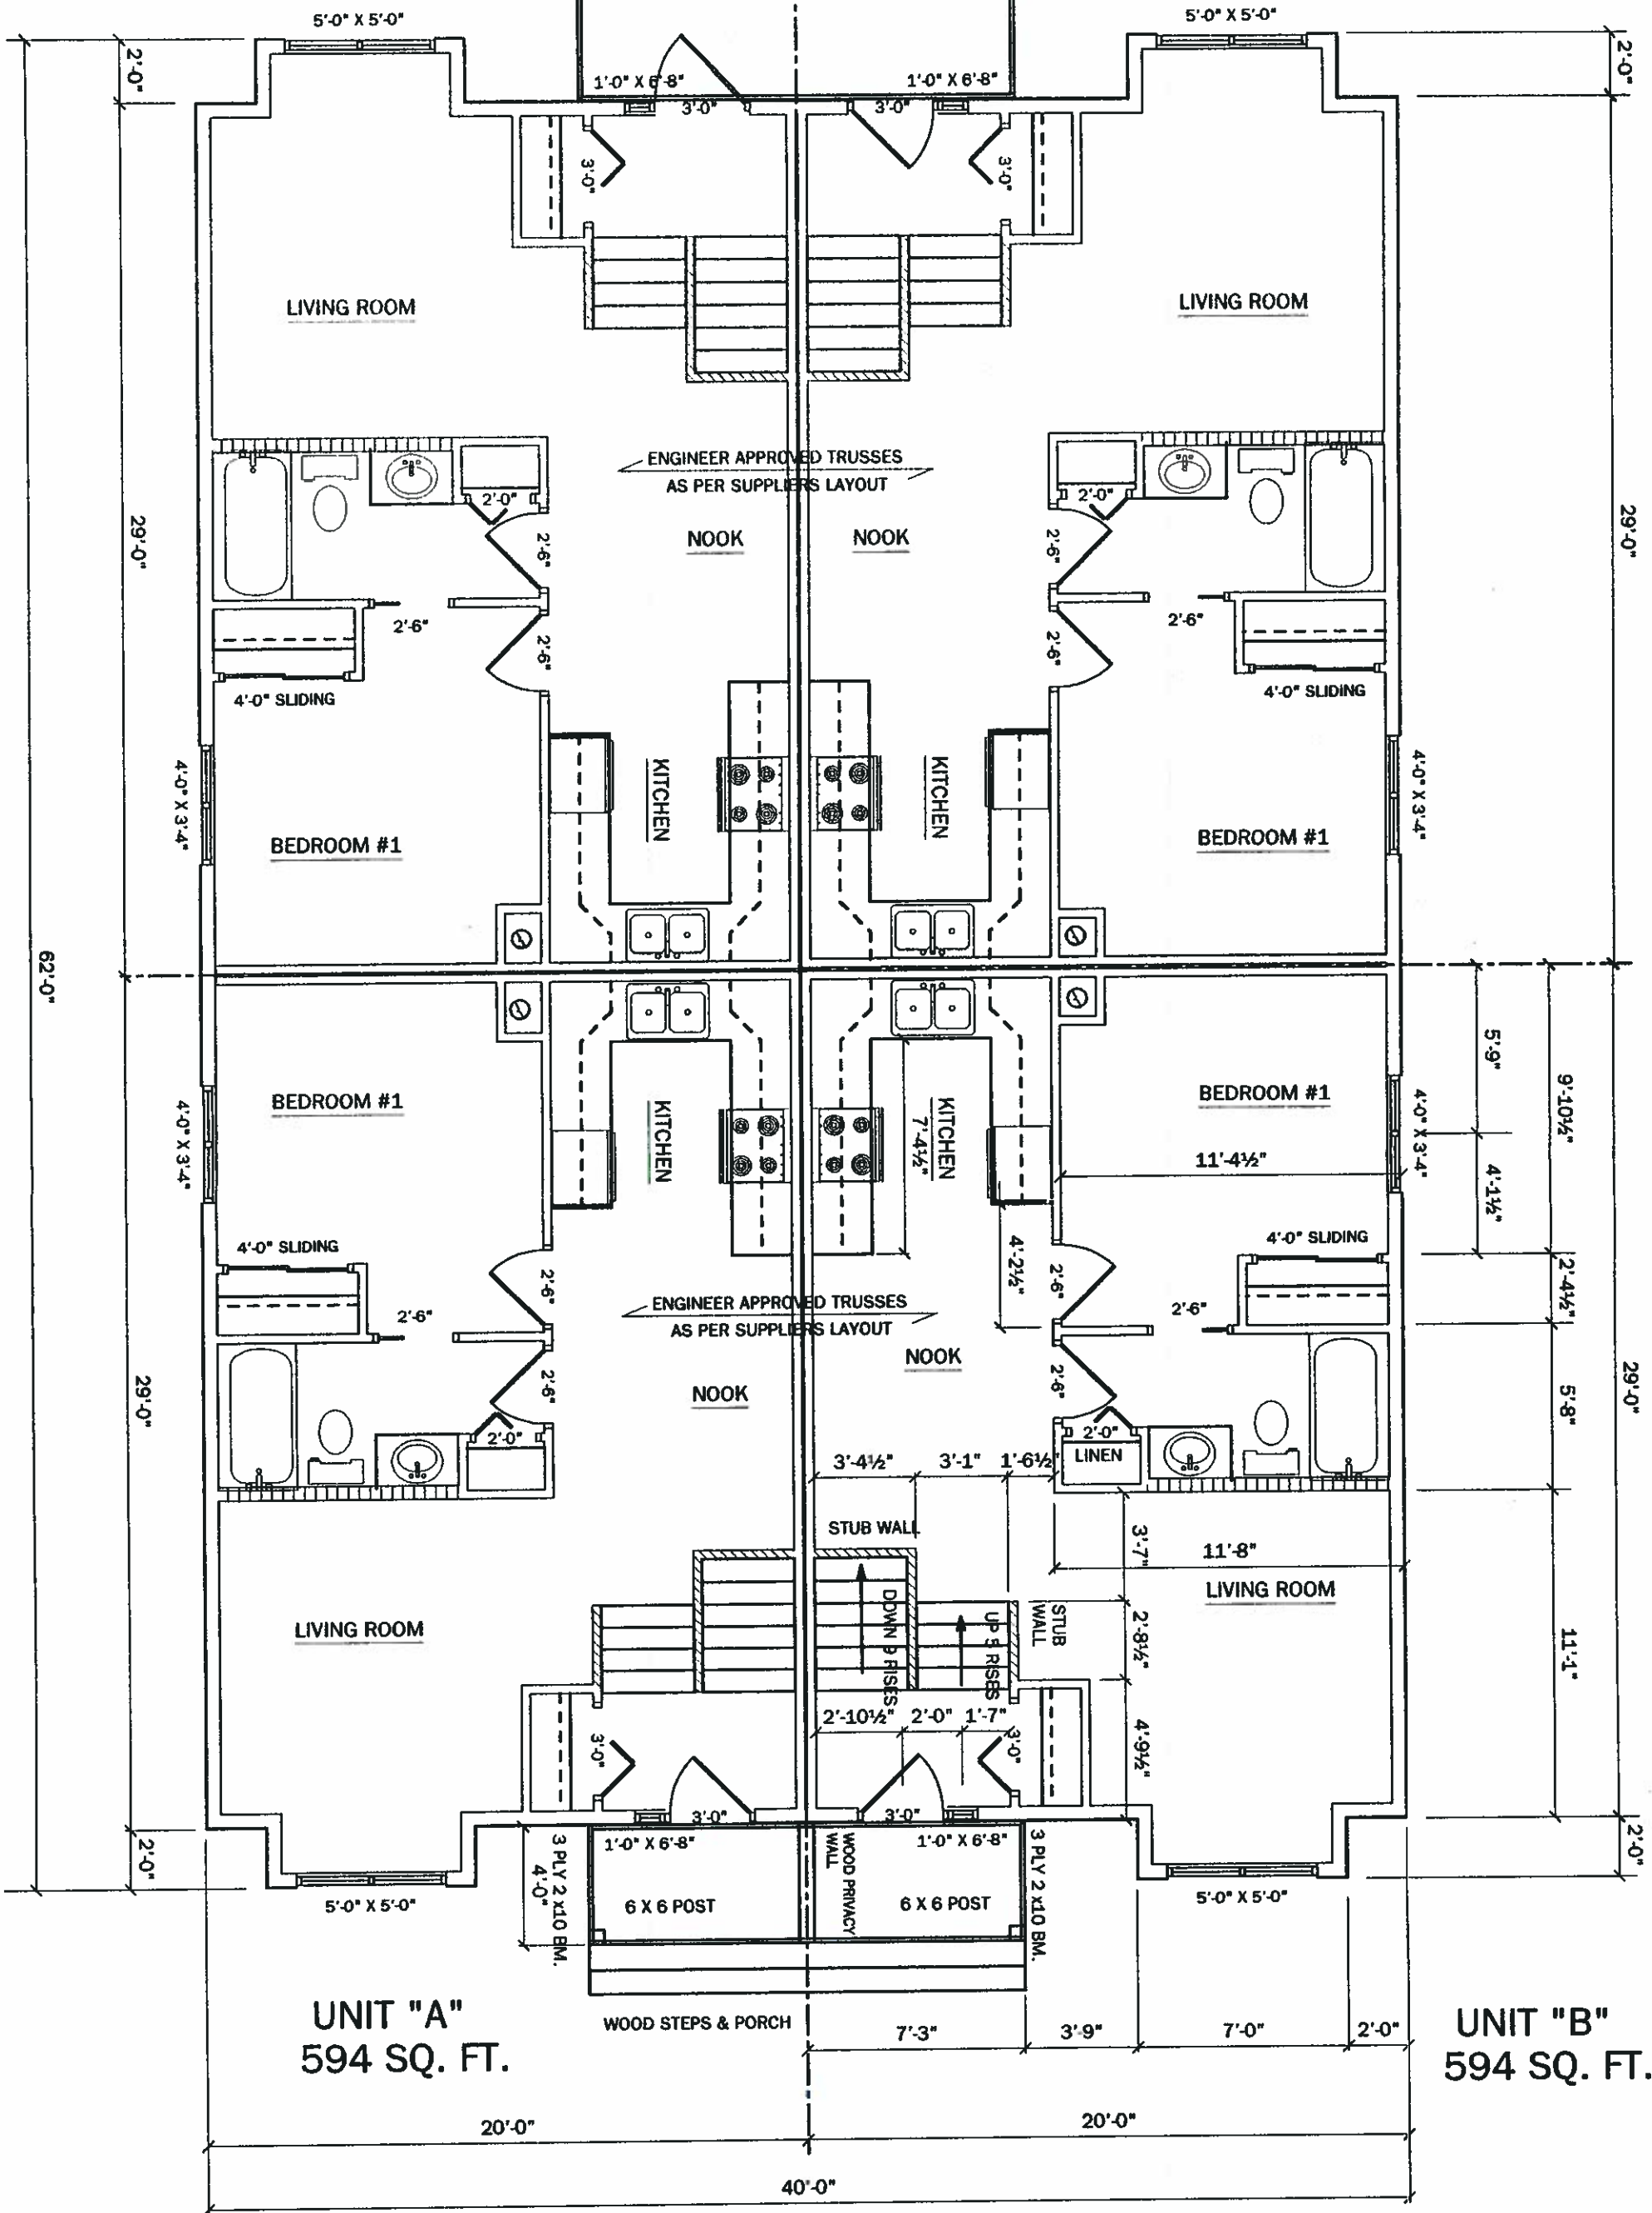 5'-0" X 5'-0"
5'-0" X 5'-0"
2'-0"
2'-0"
1'-0" X 6'-8"
1'-0" X 6'-8"
3'-0"
3'-0"
3'-0"
3'-0"
LIVING ROOM
LIVING ROOM
ENGINEER APPROVED TRUSSES
AS PER SUPPLIERS LAYOUT
2'-0"
2'-0"
29'-0"
29'-0"
2'-6"
NOOK
NOOK
2'-6"
2'-6"
2'-6"
2'-6"
2'-6"
4'-0" SLIDING
4'-0" SLIDING
4'-0" X 3'-4"
KITCHEN
KITCHEN
4'-0" X 3'-4"
BEDROOM #1
BEDROOM #1
62'-0"
5'-9"
9'-10½"
BEDROOM #1
BEDROOM #1
4'-0" X 3'-4"
KITCHEN
KITCHEN
7'-4½"
4'-0" X 3'-4"
11'-4½"
4'-1½"
4'-0" SLIDING
4'-0" SLIDING
4'-2½"
2'-4½"
2'-6"
2'-6"
2'-6"
2'-6"
ENGINEER APPROVED TRUSSES
AS PER SUPPLIERS LAYOUT
NOOK
NOOK
2'-6"
2'-6"
29'-0"
29'-0"
5'-8"
2'-0"
2'-0"
LINEN
3'-4½"
3'-1"
1'-6½"
STUB WALL
3'-7"
11'-8"
LIVING ROOM
LIVING ROOM
DOWN 9 RISES
UP 5 RISES
STUB
WALL
2'-8½"
11'-1"
2'-10½"
2'-0"
1'-7"
3'-0"
3'-0"
4'-9½"
3'-0"
3'-0"
2'-0"
2'-0"
1'-0" X 6'-8"
1'-0" X 6'-8"
3 PLY 2 x10 BM.
4'-0"
WOOD PRIVACY
WALL
3 PLY 2 x10 BM.
5'-0" X 5'-0"
6 X 6 POST
6 X 6 POST
5'-0" X 5'-0"
UNIT "A"
594 SQ. FT.
WOOD STEPS & PORCH
7'-3"
3'-9"
7'-0"
2'-0"
UNIT "B"
594 SQ. FT.
20'-0"
20'-0"
40'-0"